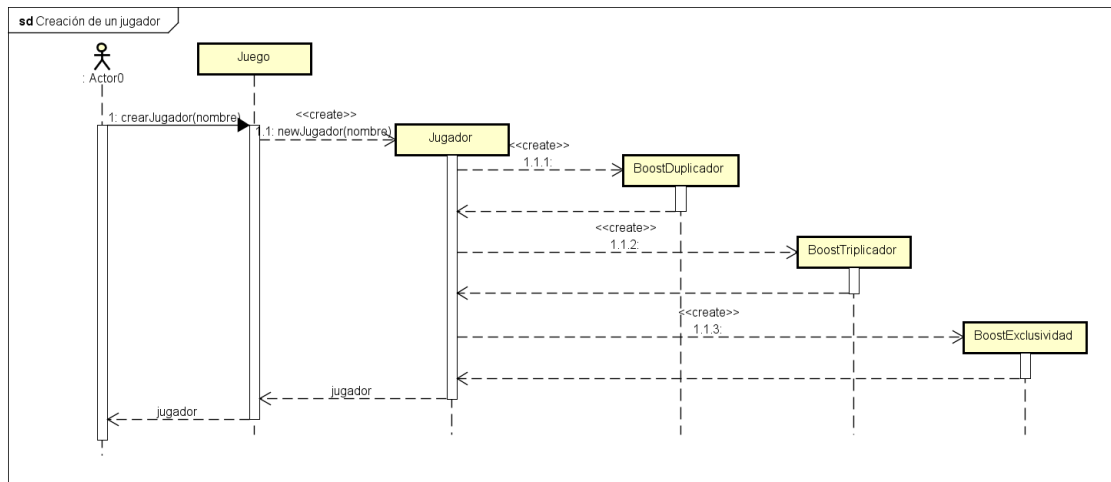 sd Creación de un jugador
: Actor0
Juego
1: crearJugador(nombre)
<<create>>
1.1: newJugador(nombre)
Jugador
<<create>>
1.1.1:
BoostDuplicador
<<create>>
1.1.2:
BoostTriplicador
<<create>>
1.1.3:
BoostExclusividad
jugador
jugador